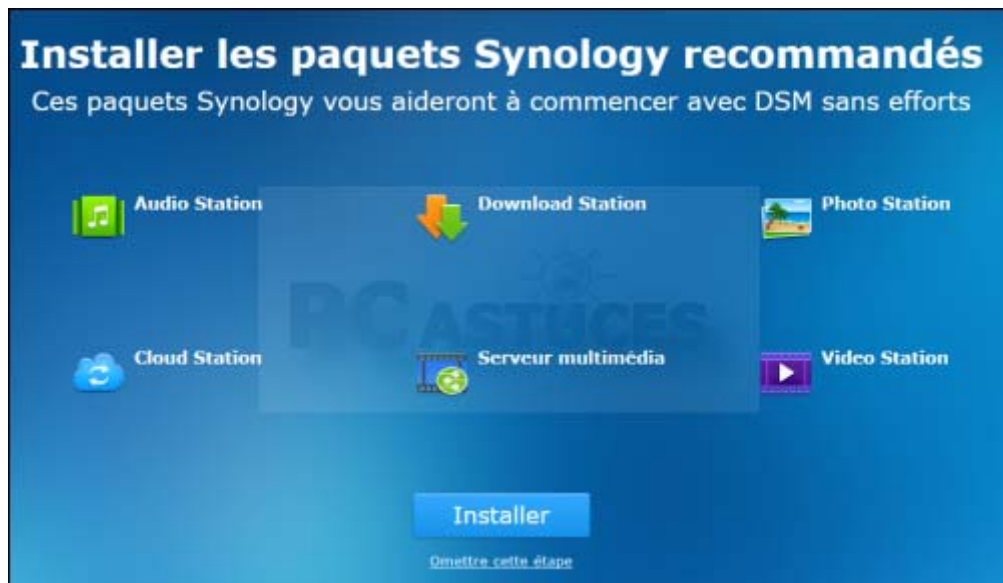 Installer les paquets Synology recommandés
Ces paquets Synology vous aideront à commencer avec DSM sans efforts
Audio Station
Download Station
Photo Station
PC ASTUCES
Cloud Station
Serveur multimédia
Video Station
Installer
Omettre cette étape